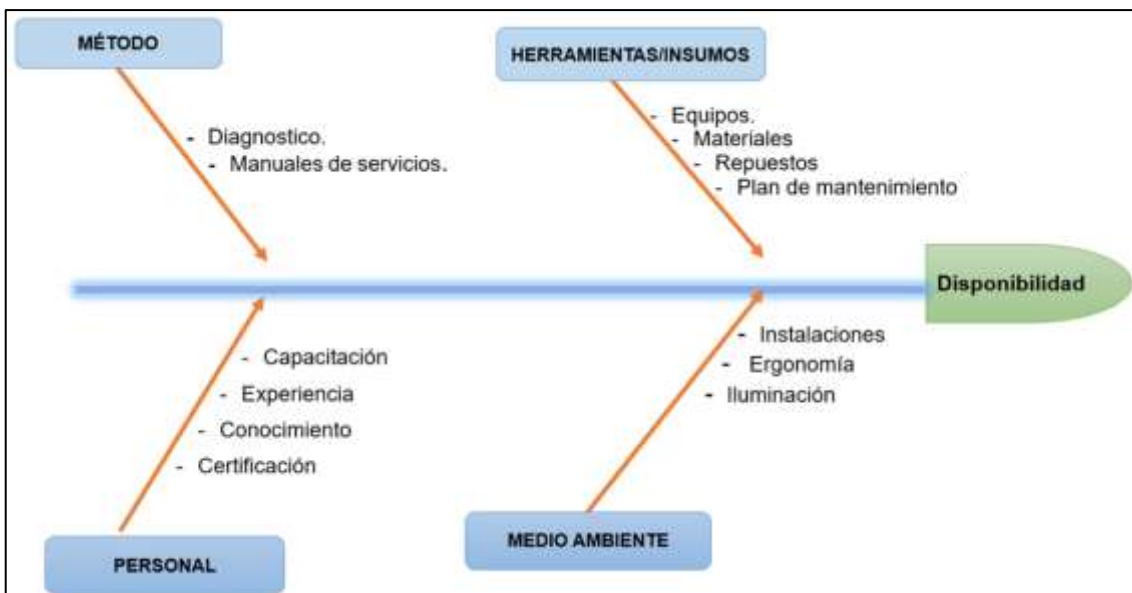 MÉTODO
HERRAMIENTAS/INSUMOS
- Diagnostico.
- Manuales de servicios.
- Equipos.
- Materiales
- Repuestos
- Plan de mantenimiento
Disponibilidad
- Capacitación
- Experiencia
- Conocimiento
- Certificación
- Instalaciones
- Ergonomía
- Iluminación
PERSONAL
MEDIO AMBIENTE